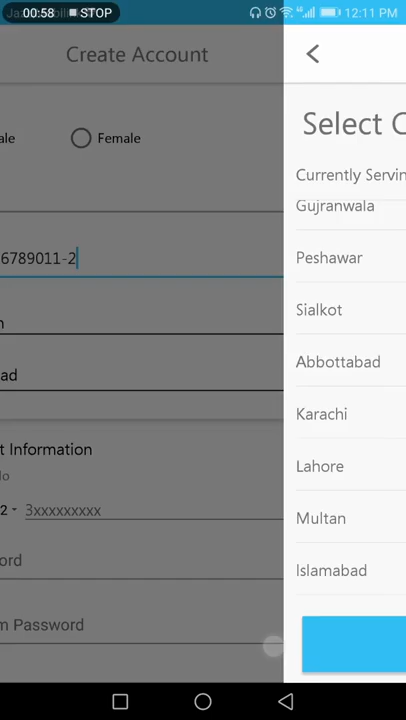 00:58 STOP
12:11 PM
Create Account
ale
Female
6789011-2
n
ad
t Information
lo
2
3xxxxxxxxx
ord
m Password
Select C
Currently Servin
Gujranwala
Peshawar
Sialkot
Abbottabad
Karachi
Lahore
Multan
Islamabad